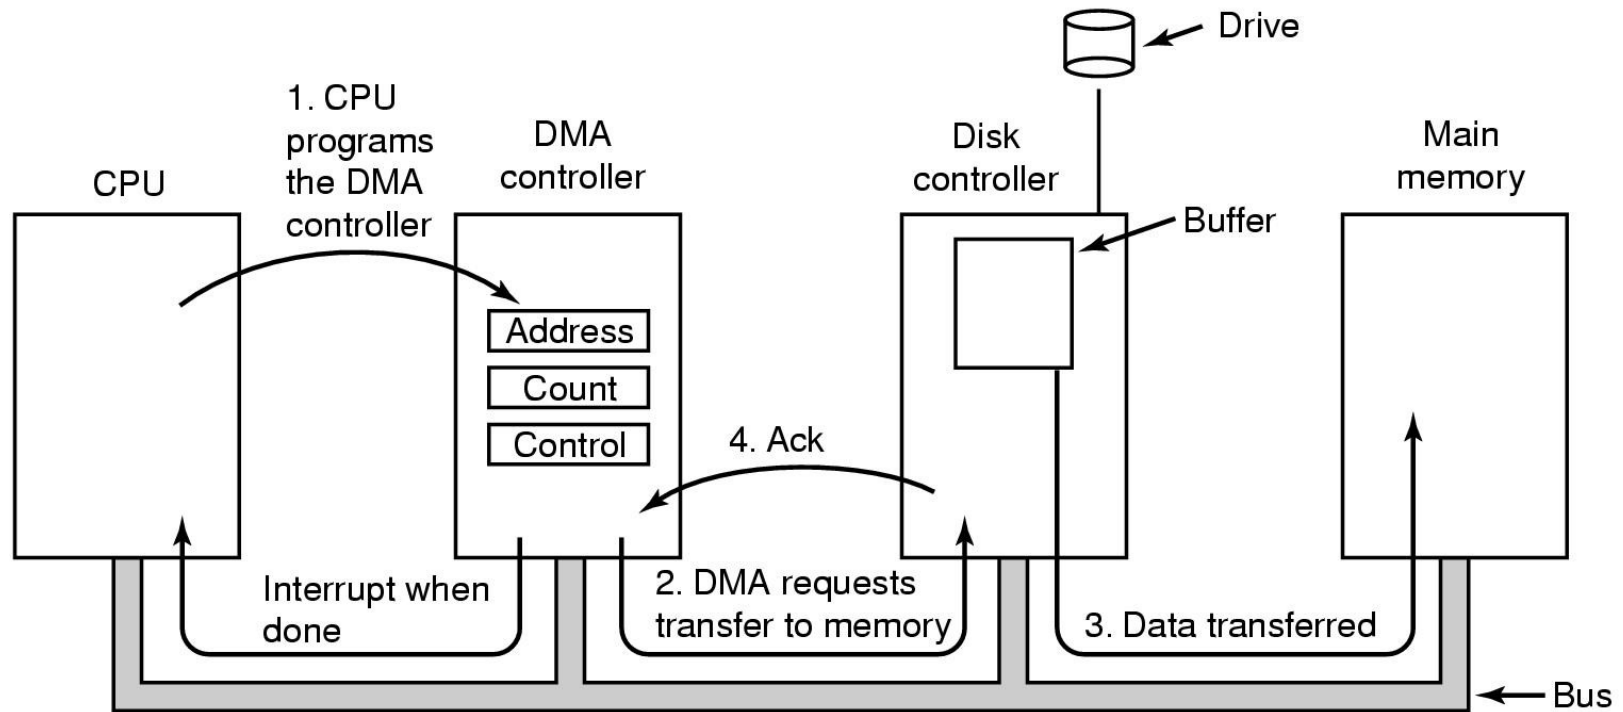 Drive
1. CPU
programs
the DMA
controller
CPU
DMA
controller
Disk
controller
Main
memory
Buffer
Address
Count
Control
4. Ack
Interrupt when
done
2. DMA requests
transfer to memory
3. Data transferred
Bus